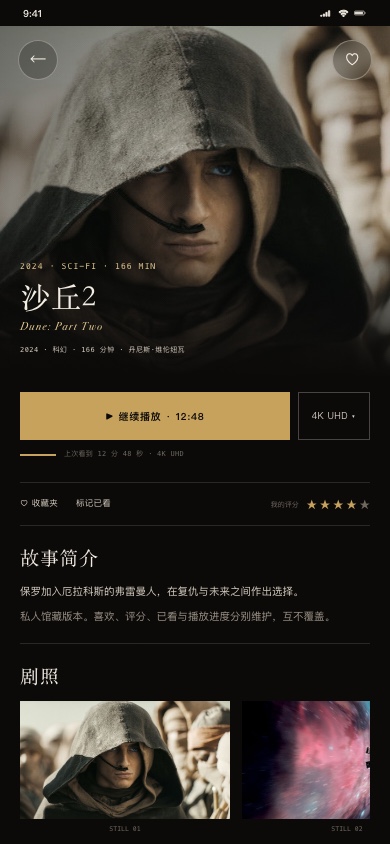 9:41
2024 · SCI-FI · 166 MIN
沙丘2
Dune: Part Two
2024 · 科幻 · 166 分钟 · 丹尼斯·维伦纽瓦
▶ 继续播放 · 12:48
4K UHD
上次看到 12 分 48 秒 · 4K UHD
收藏夹 标记已看 我的评分 ★★★★★
故事简介
保罗加入厄拉科斯的弗雷曼人，在复仇与未来之间作出选择。
私人馆藏版本。喜欢、评分、已看与播放进度分别维护，互不覆盖。
剧照
STILL 01
STILL 02